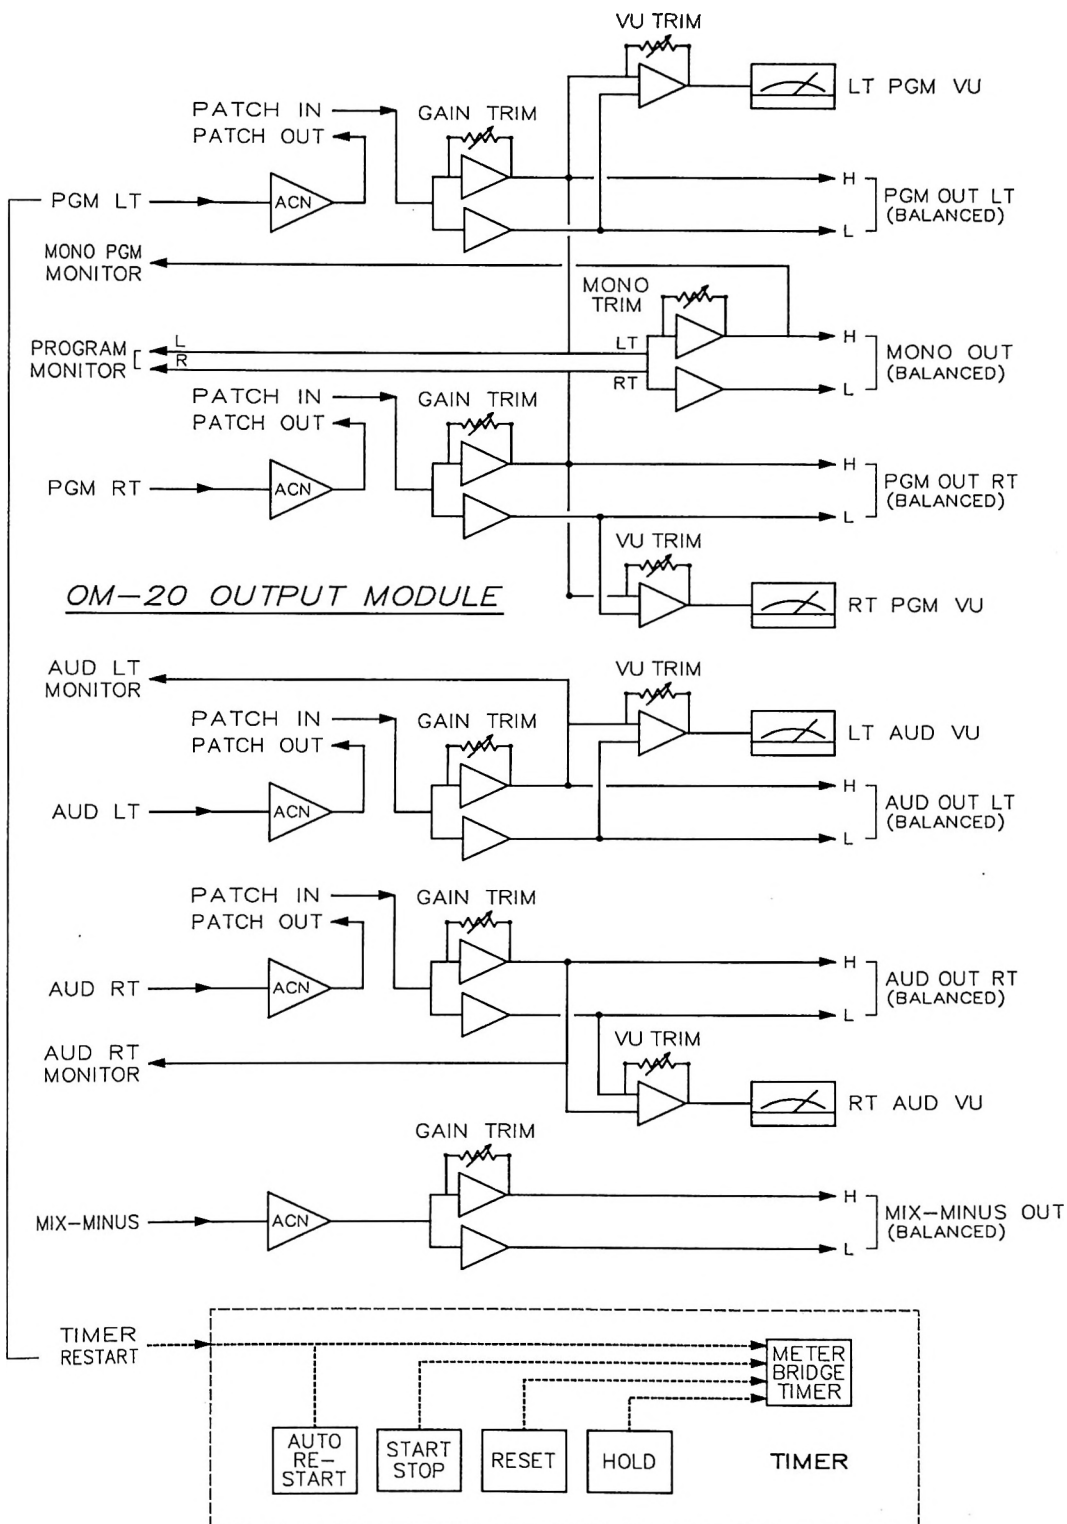 VU TRIM
LT PGM VU
PATCH IN
PATCH OUT
GAIN TRIM
ACN
PGM LT
H
L
PGM OUT LT
(BALANCED)
MONO PGM
MONITOR
MONO
TRIM
PROGRAM
MONITOR
L
R
LT
RT
H
L
MONO OUT
(BALANCED)
PATCH IN
PATCH OUT
GAIN TRIM
ACN
PGM RT
H
L
PGM OUT RT
(BALANCED)
VU TRIM
RT PGM VU
OM-20 OUTPUT MODULE
AUD LT
MONITOR
VU TRIM
LT AUD VU
PATCH IN
PATCH OUT
GAIN TRIM
ACN
AUD LT
H
L
AUD OUT LT
(BALANCED)
PATCH IN
PATCH OUT
GAIN TRIM
ACN
AUD RT
H
L
AUD OUT RT
(BALANCED)
AUD RT
MONITOR
VU TRIM
RT AUD VU
GAIN TRIM
MIX-MINUS
ACN
H
L
MIX-MINUS OUT
(BALANCED)
TIMER
RESTART
METER
BRIDGE
TIMER
AUTO
RE-
START
START
STOP
RESET
HOLD
TIMER